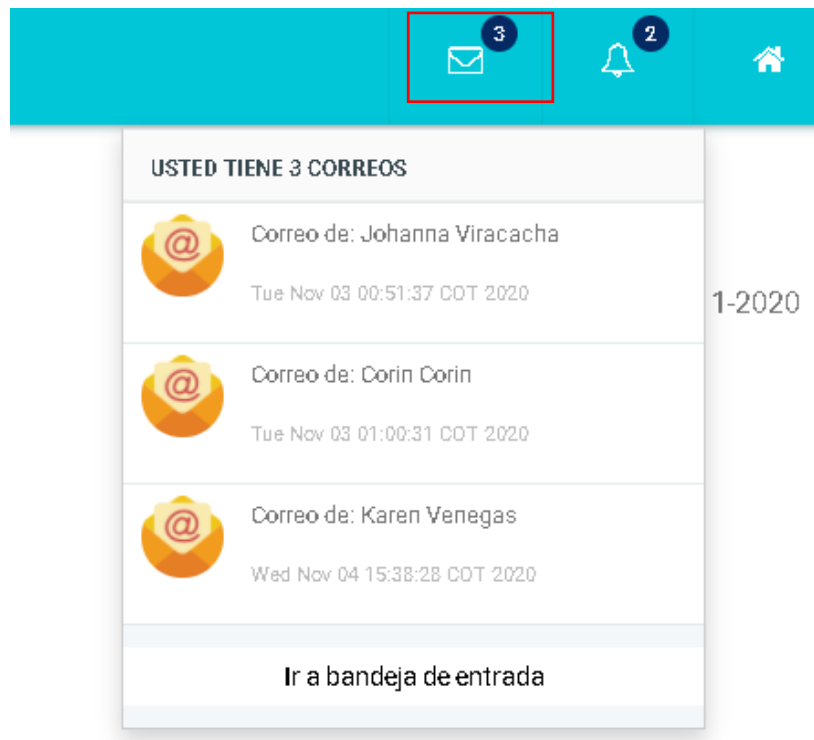 3
2
USTED TIENE 3 CORREOS
Correo de: Johanna Viracacha
Tue Nov 03 00:51:37 COT 2020
1-2020
Correo de: Corin Corin
Tue Nov 03 01:00:31 COT 2020
Correo de: Karen Venegas
Wed Nov 04 15:38:28 COT 2020
Ir a bandeja de entrada